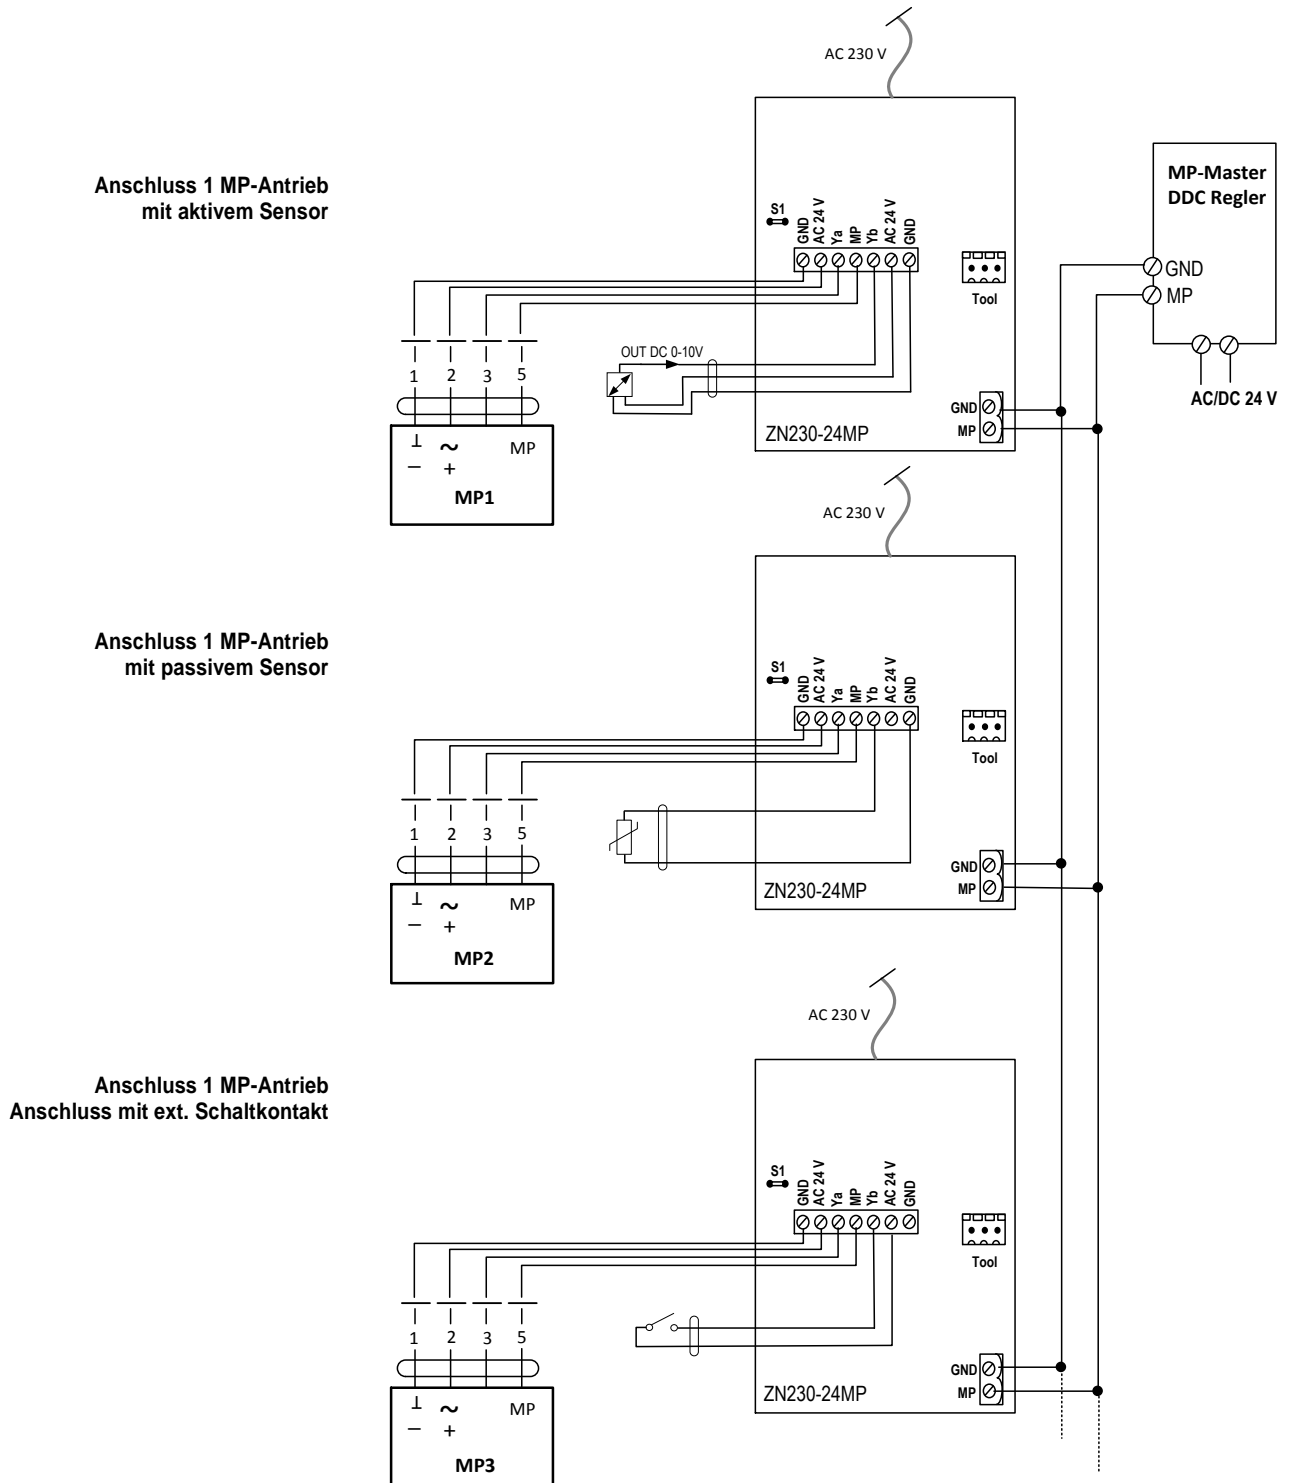 AC 230 V
Anschluss 1 MP-Antrieb
mit aktivem Sensor
S1
GND
AC 24 V
Ya
MP
Yb
AC 24 V
GND
Tool
MP-Master
DDC Regler
GND
MP
AC/DC 24 V
OUT DC 0-10V
1 2 3 5
GND
MP
ZN230-24MP
⊥ ~ MP
– +
MP1
AC 230 V
Anschluss 1 MP-Antrieb
mit passivem Sensor
S1
GND
AC 24 V
Ya
MP
Yb
AC 24 V
GND
Tool
1 2 3 5
GND
MP
ZN230-24MP
⊥ ~ MP
– +
MP2
AC 230 V
Anschluss 1 MP-Antrieb
Anschluss mit ext. Schaltkontakt
S1
GND
AC 24 V
Ya
MP
Yb
AC 24 V
GND
Tool
1 2 3 5
GND
MP
ZN230-24MP
⊥ ~ MP
– +
MP3